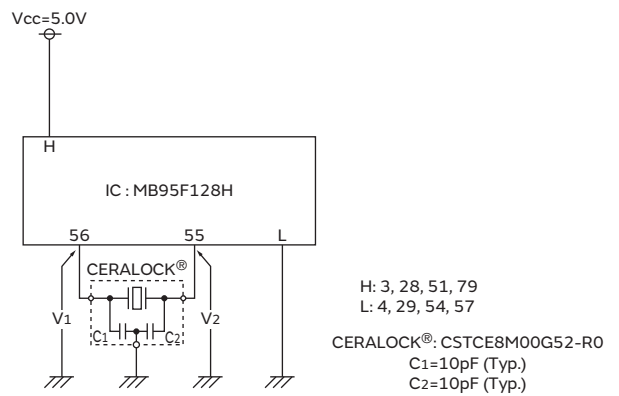 Vcc=5.0V
H
IC : MB95F128H
56 55 L
CERALOCK®
V1 C1 C2 V2
H: 3, 28, 51, 79
L: 4, 29, 54, 57
CERALOCK®: CSTCE8M00G52-R0
C1=10pF (Typ.)
C2=10pF (Typ.)